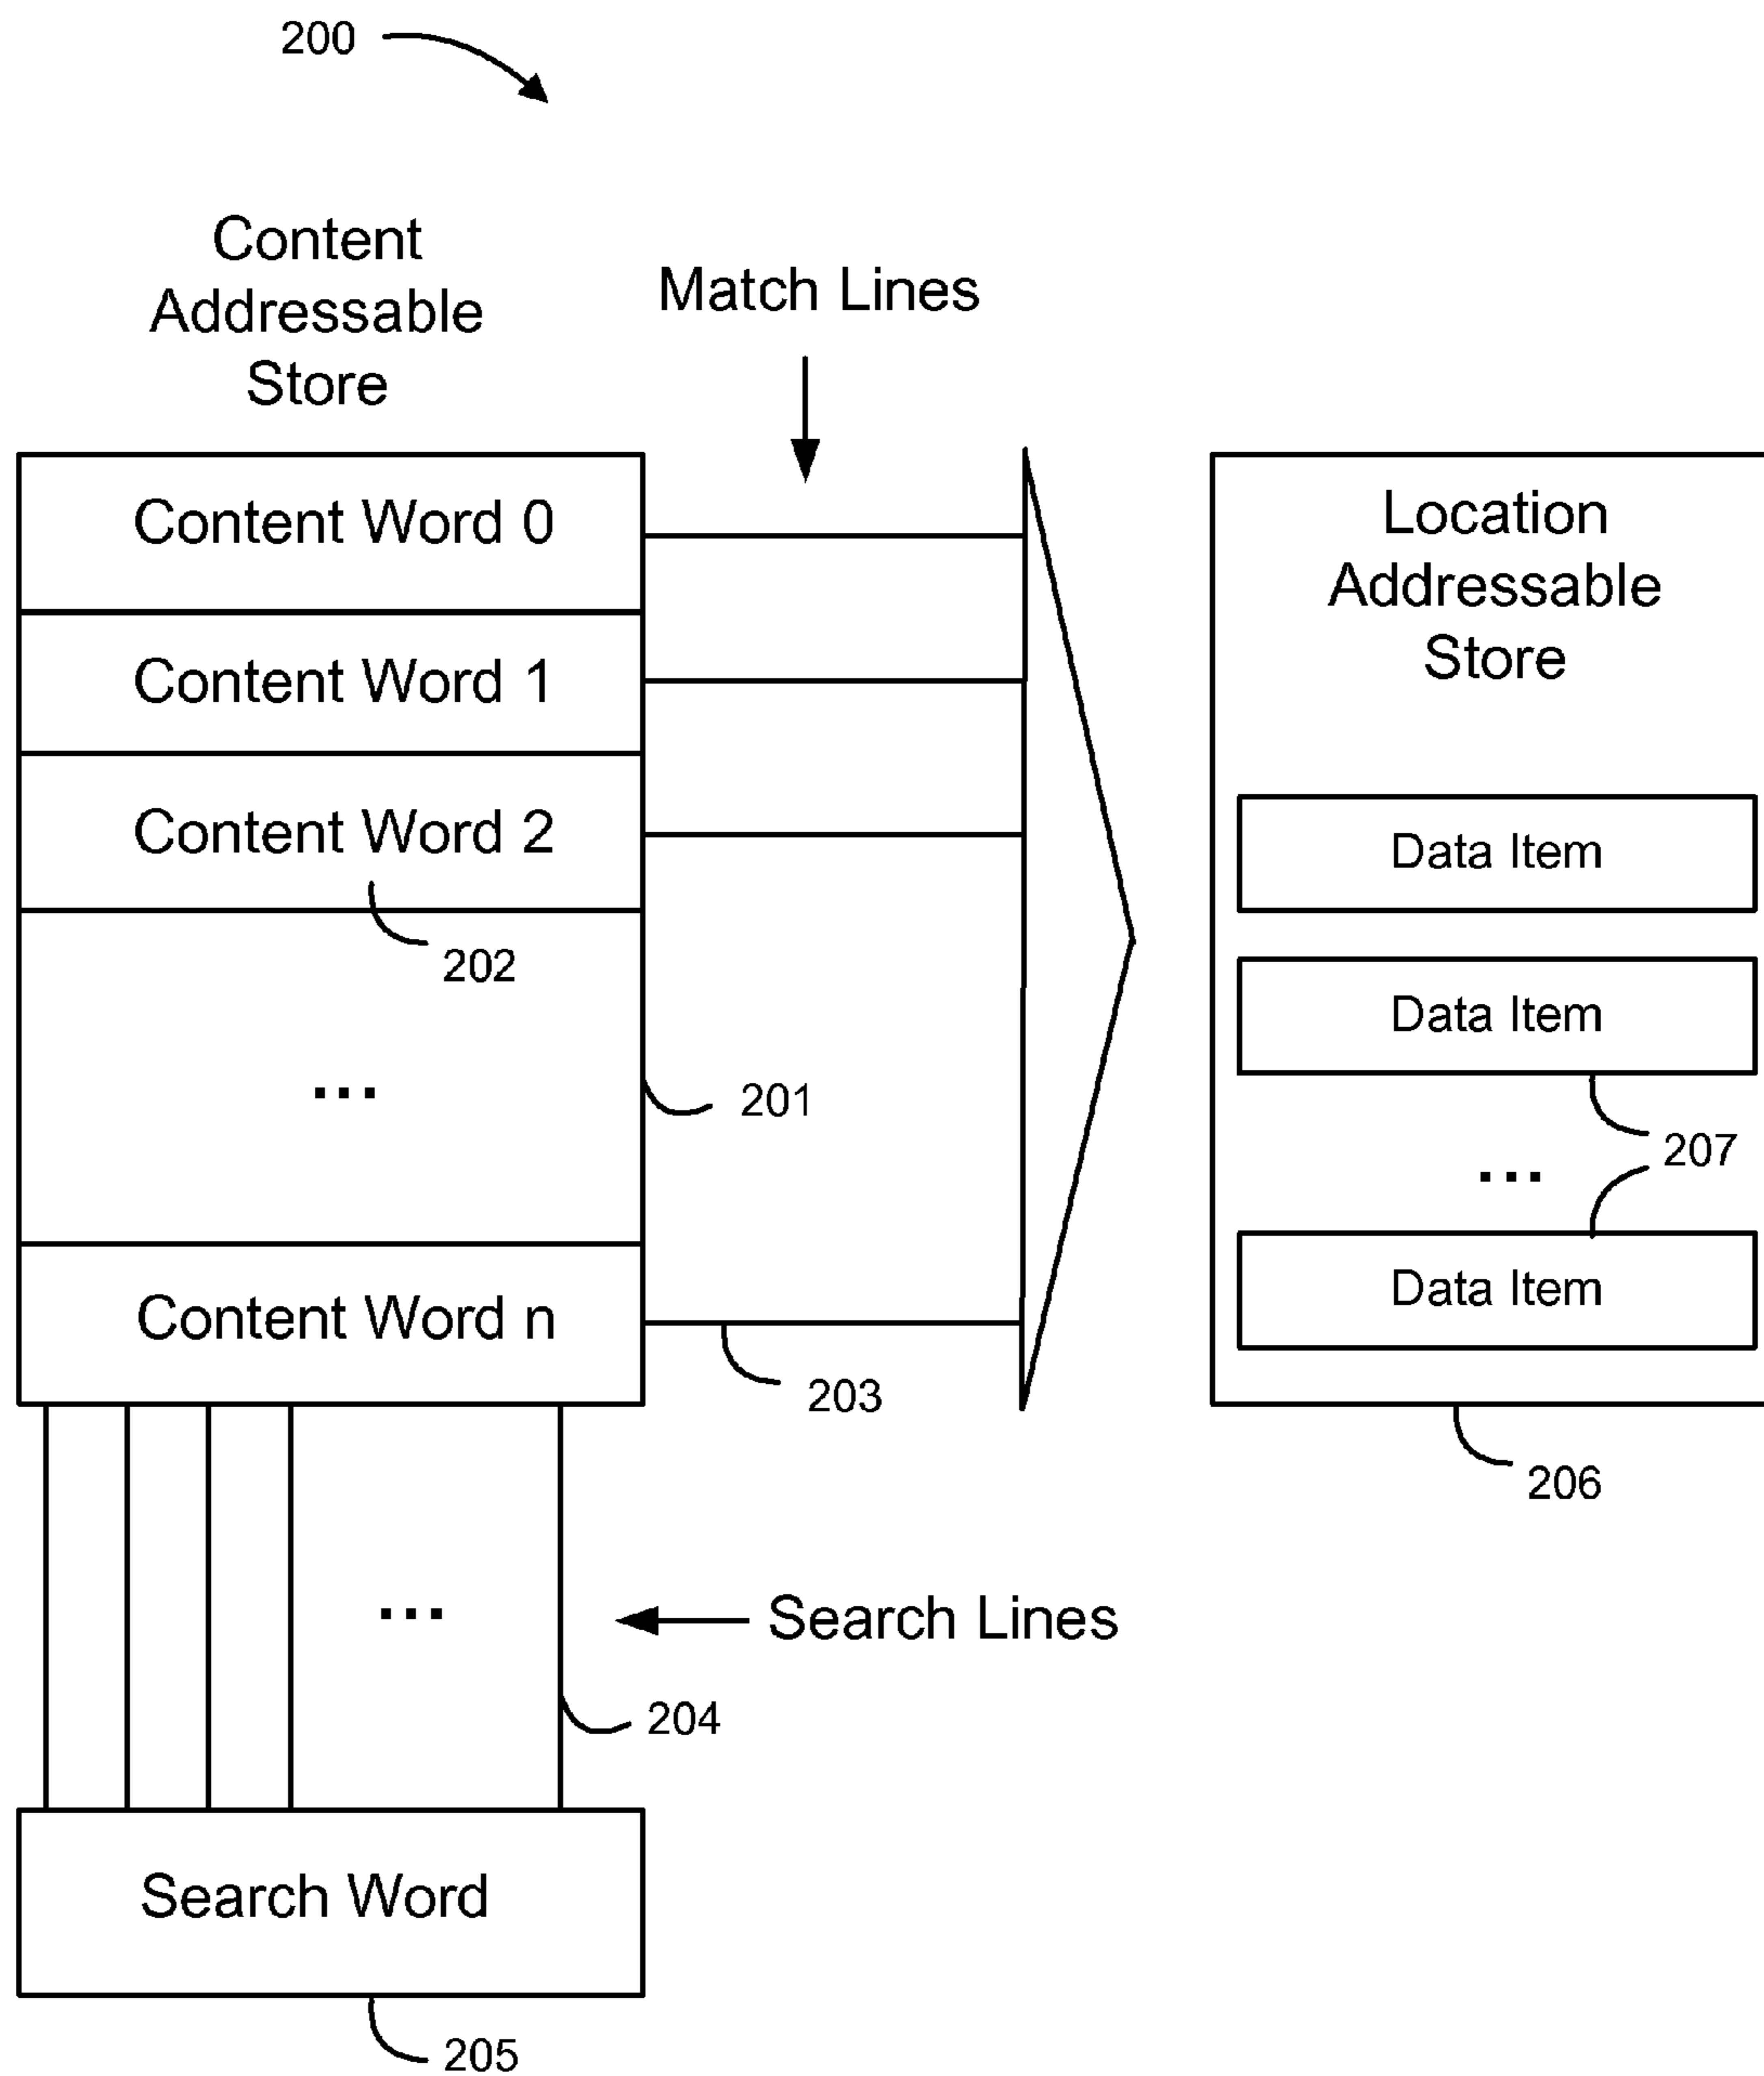 200
Content
Addressable
Store
Match Lines
Content Word 0
Content Word 1
Content Word 2
202
...
201
Content Word n
203
Location
Addressable
Store
Data Item
Data Item
207
...
Data Item
206
...
Search Lines
204
Search Word
205